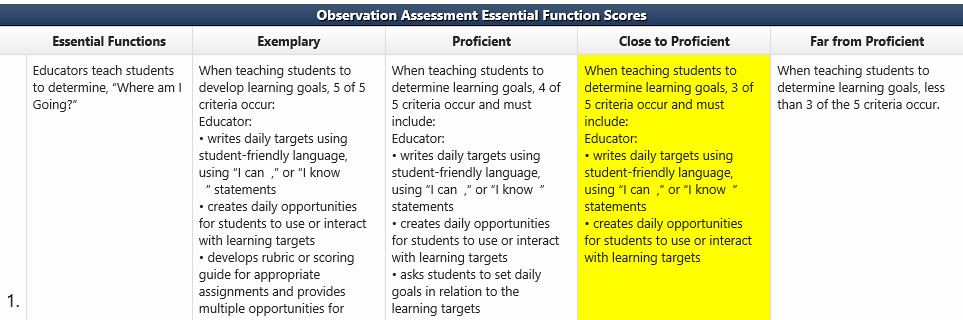 Observation Assessment Essential Function Scores
Essential Functions
Exemplary
Proficient
Close to Proficient
Far from Proficient
1.
Educators teach students
to determine, “Where am I
Going?”
When teaching students to
develop learning goals, 5 of 5
criteria occur:
Educator:
• writes daily targets using
student-friendly language,
using “I can  ,” or “I know
” statements
• creates daily opportunities
for students to use or interact
with learning targets
• develops rubric or scoring
guide for appropriate
assignments and provides
multiple opportunities for
When teaching students to
determine learning goals, 4 of
5 criteria occur and must
include:
Educator:
• writes daily targets using
student-friendly language,
using “I can  ,” or “I know  ”
statements
• creates daily opportunities
for students to use or interact
with learning targets
• asks students to set daily
goals in relation to the
learning targets
When teaching students to
determine learning goals, 3 of
5 criteria occur and must
include:
Educator:
• writes daily targets using
student-friendly language,
using “I can  ,” or “I know  ”
statements
• creates daily opportunities
for students to use or interact
with learning targets
When teaching students to
determine learning goals, less
than 3 of the 5 criteria occur.